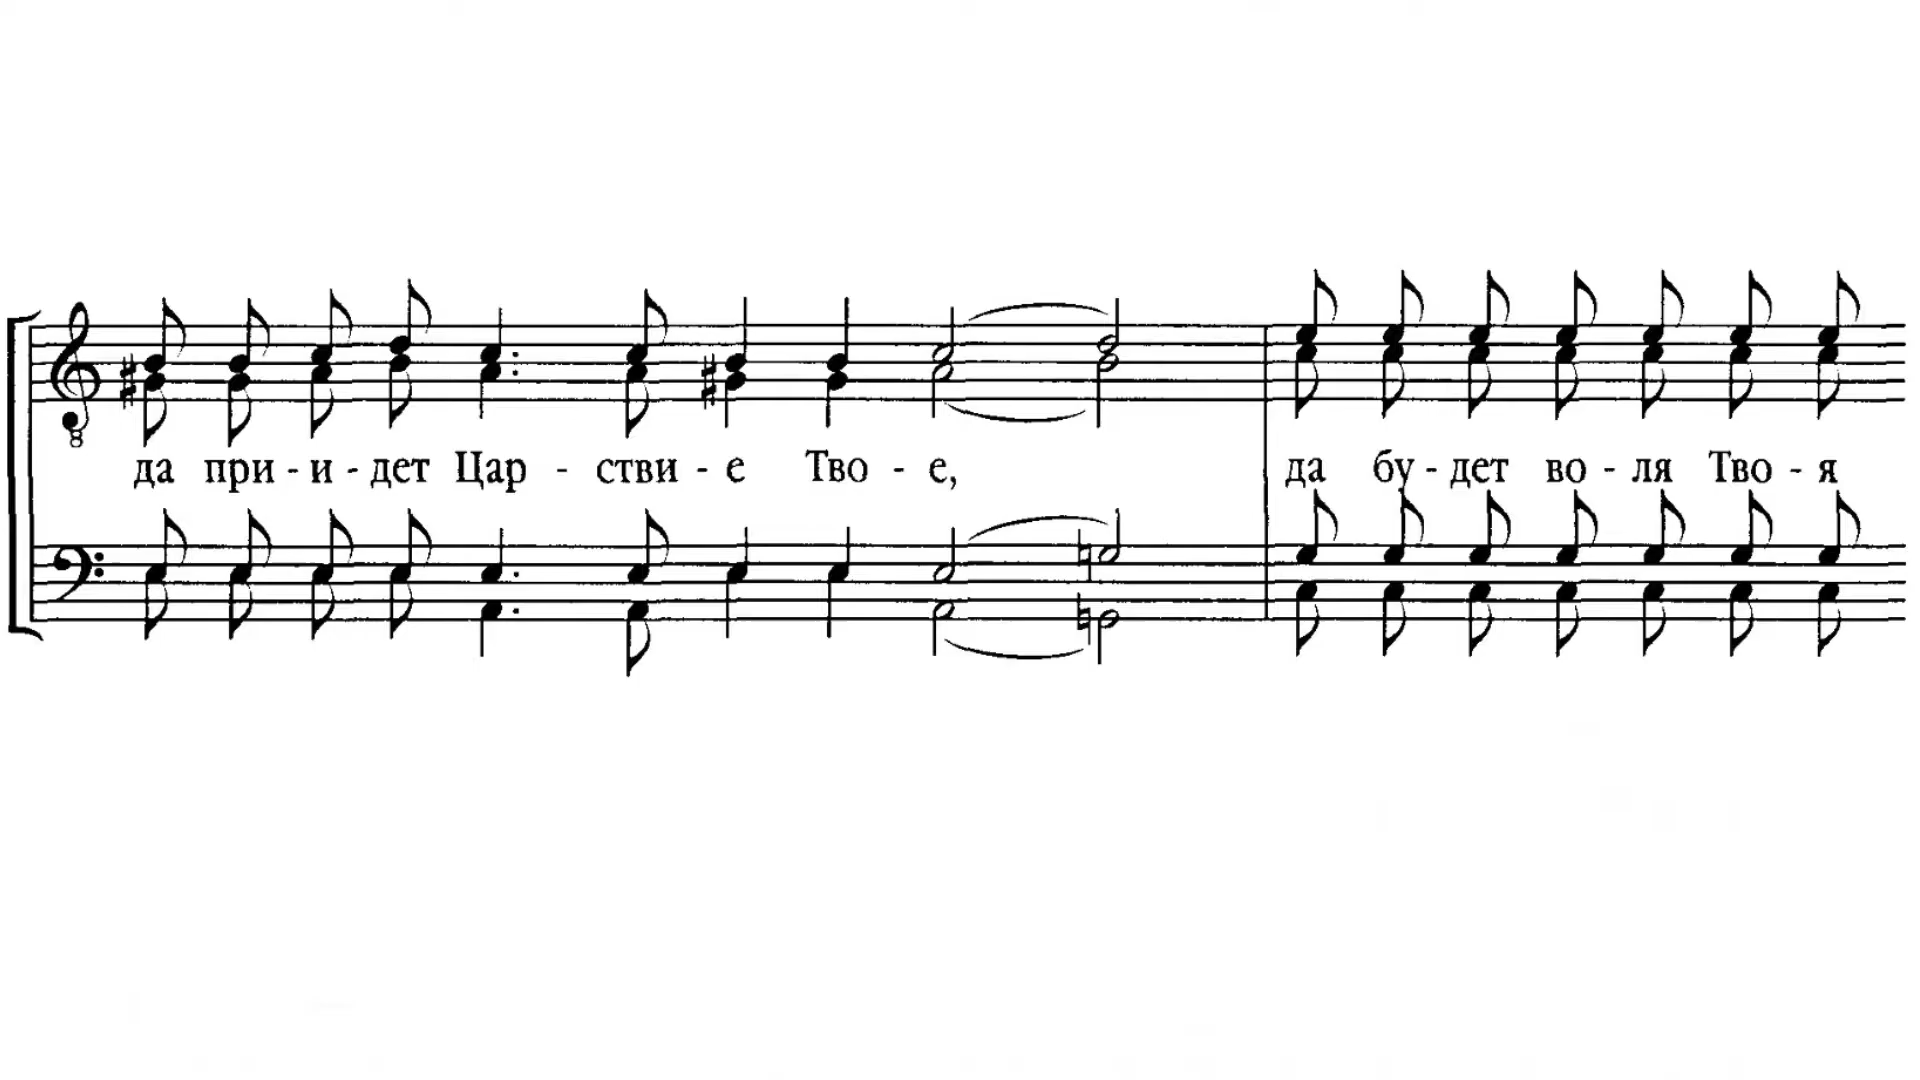 да при - и - дет Цар - стви - е Тво - е, да бу - дет во - ля Тво - я